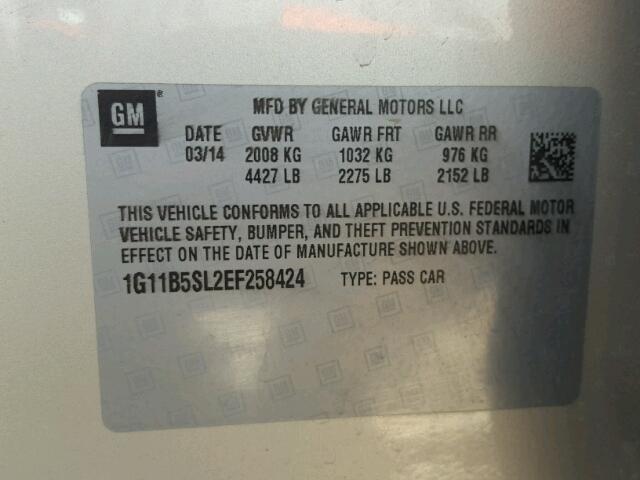 GM ®
MFD BY GENERAL MOTORS LLC
DATE GVWR GAWR FRT GAWR RR
03/14 2008 KG 1032 KG 976 KG
4427 LB 2275 LB 2152 LB
THIS VEHICLE CONFORMS TO ALL APPLICABLE U.S. FEDERAL MOTOR
VEHICLE SAFETY, BUMPER, AND THEFT PREVENTION STANDARDS IN
EFFECT ON THE DATE OF MANUFACTURE SHOWN ABOVE.
1G11B5SL2EF258424 TYPE: PASS CAR